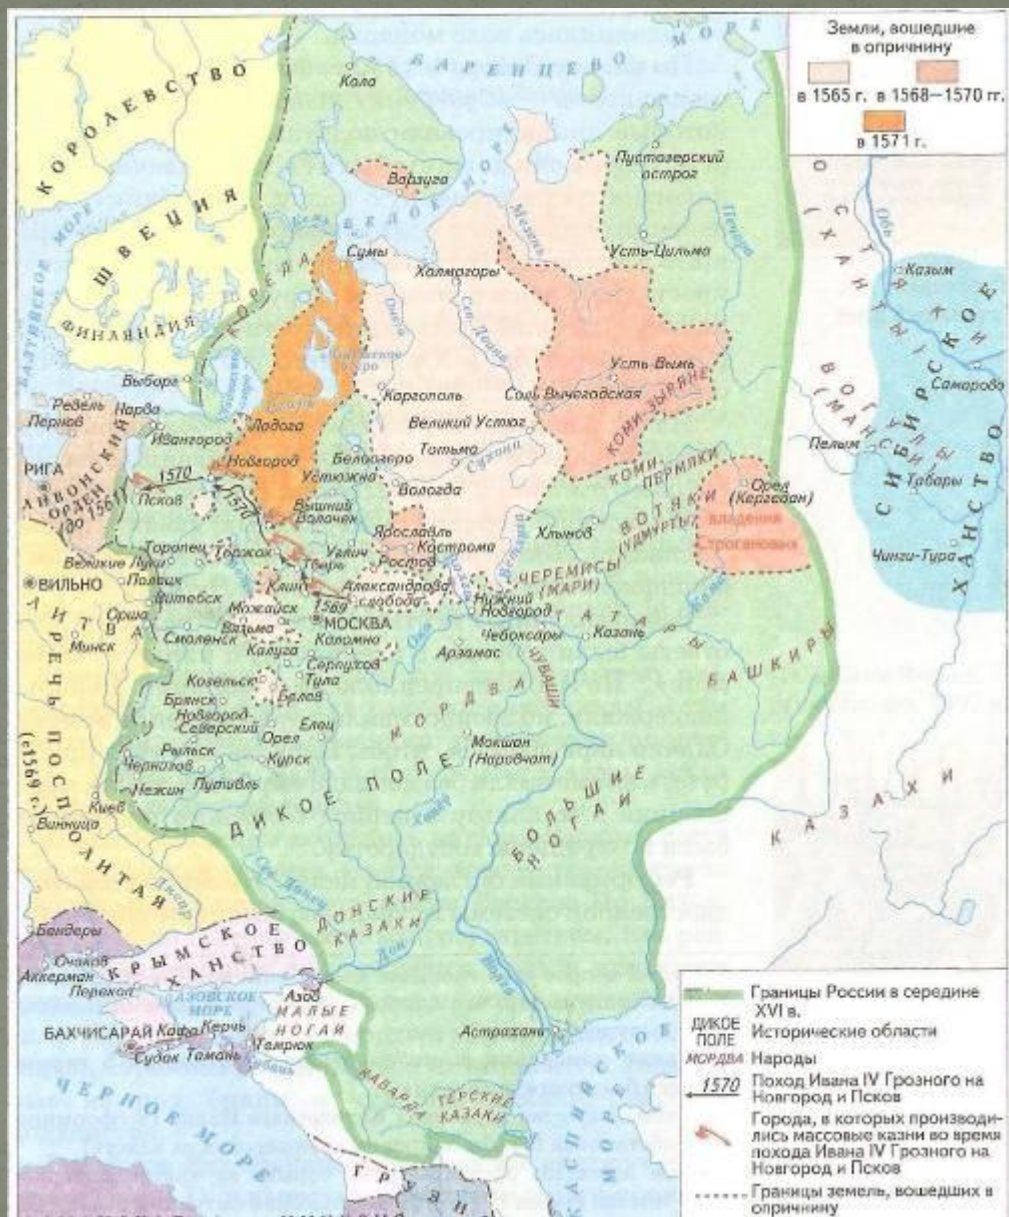 Земли, вошедшие
в опричнину
в 1565 г. в 1568–1570 гг.
в 1571 г.
БАРЕНЦЕВО МОРЕ
Кола
КОРОЛЕВСТВО
ШВЕЦИЯ
МОРЕ
БАЛТИЙСКОЕ
ФИНЛЯНДИЯ
Варзуга
БЕЛОЕ МОРЕ
Пустозерский
острог
Мезень
Печора
Усть-Цильма
КОРЕЛА
Сумы
Холмогоры
Онега
Сев. Двина
Обь
ОСТЯКИ
(ХАНТЫ)
Казым
Самарово
ВОГУЛЫ
(МАНСИ)
Пелым
Табары
Чинги-Тура
СИБИРСКОЕ
ХАНСТВО
Выборг
Ревель
Нарва
Пернов
Ивангород
Ладога
РИГА
ЛИВОНСКИЙ
ОРДЕН
(до 1561)
1570
Псков
Новгород
1570
Каргополь
Великий Устюг
Тотьма
Сухона
Соль Вычегодская
Усть-Вымь
КОМИ-ЗЫРЯНЕ
КОМИ-
ПЕРМЯКИ
Белоозеро
Устюжна
Вологда
Вышний
Волочек
Ярославль
Кострома
Углич
Ростов
Хлынов
ВОТЯКИ
(УДМУРТЫ)
Орел
(Кергедан)
владения
Строгановых
Торопец
Торжок
Тверь
Великие Луки
Клин
Александрова
слобода
Ветлуга
ЧЕРЕМИСЫ
(МАРИ)
Кама
ВИЛЬНО
Полоцк
Витебск
Можайск
1569
МОСКВА
Нижний
Новгород
ТАТАРЫ
ЛИТВА
Орша
Вязьма
Смоленск
Минск
Коломна
Ока
Калуга
Серпухов
Чебоксары
Казань
Арзамас
ЧУВАШИ
БАШКИРЫ
Козельск
Тула
Белев
Брянск
Новгород-
Северский
МОРДВА
Елец
Орел
Мокшан
(Наровчат)
Рыльск
Курск
Чернигов
Путивль
Нежин
Киев
РЕЧЬ ПОСПОЛИТАЯ
(с 1569 г.)
Винница
ДИКОЕ ПОЛЕ
Хопёр
БОЛЬШИЕ
НОГАИ
КАЗАХИ
Днепр
Сев. Донец
ДОНСКИЕ
КАЗАКИ
Дон
Волга
Бендеры
Очаков
Аккерман
Перекоп
КРЫМСКОЕ
ХАНСТВО
АЗОВСКОЕ
МОРЕ
Азов
МАЛЫЕ
НОГАИ
БАХЧИСАРАЙ
Кафа
Керчь
Судак
Тамань
Темрюк
Кубань
Астрахань
КАБАРДА
ТЕРСКИЕ
КАЗАКИ
ЧЕРНОЕ МОРЕ
КАСПИЙСКОЕ
МОРЕ
Границы России в середине
XVI в.
ДИКОЕ
ПОЛЕ
Исторические области
МОРДВА
Народы
1570
Поход Ивана IV Грозного на
Новгород и Псков
Города, в которых производи-
лись массовые казни во время
похода Ивана IV Грозного на
Новгород и Псков
Границы земель, вошедших в
опричнину